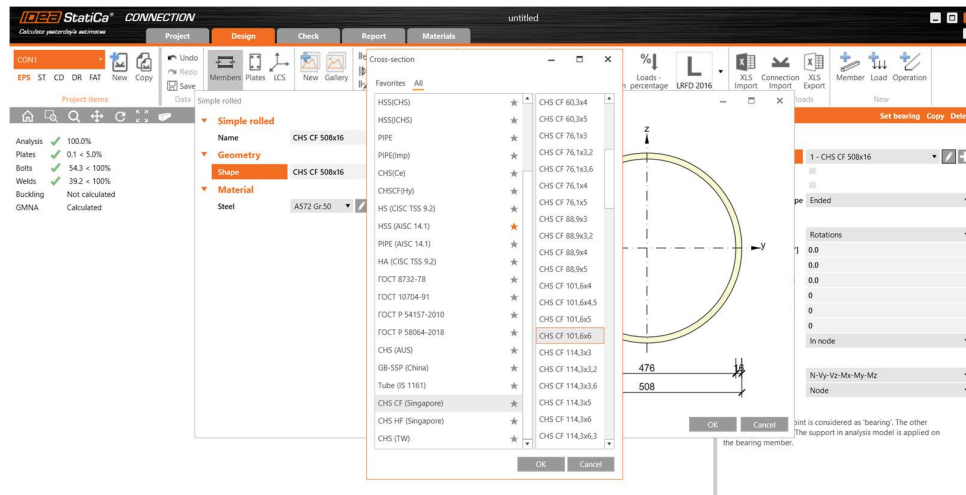 IDEA StatiCa® CONNECTION
Calculate yesterday's estimates
untitled
Project Design Check Report Materials
CON1
EPS ST CD DR FAT
New Copy
Project items
Undo
Redo
Save
Data
Members Plates LCS
New Gallery
Loads -
percentage
LRFD 2016
XLS Import
Connection Import
XLS Export
Member Load Operation
New
Analysis 100.0%
Plates 0.1 < 5.0%
Bolts 54.3 < 100%
Welds 39.2 < 100%
Buckling Not calculated
GMNA Calculated
Simple rolled
Simple rolled
Name CHS CF 508x16
Geometry
Shape CHS CF 508x16
Material
Steel A572 Gr.50
Cross-section
Favorites All
HSS(CHS)
HSS(ICHS)
PIPE
PIPE(Imp)
CHS(Ce)
CHSCF(Hy)
HS (CISC TSS 9.2)
HSS (AISC 14.1)
PIPE (AISC 14.1)
HA (CISC TSS 9.2)
ГОСТ 8732-78
ГОСТ 10704-91
ГОСТ Р 54157-2010
ГОСТ Р 58064-2018
CHS (AUS)
GB-SSP (China)
Tube (IS 1161)
CHS CF (Singapore)
CHS HF (Singapore)
CHS (TW)
CHS CF 60,3x4
CHS CF 60,3x5
CHS CF 76,1x3
CHS CF 76,1x3,2
CHS CF 76,1x3,6
CHS CF 76,1x4
CHS CF 76,1x5
CHS CF 88,9x3
CHS CF 88,9x3,2
CHS CF 88,9x4
CHS CF 88,9x5
CHS CF 101,6x4
CHS CF 101,6x4,5
CHS CF 101,6x5
CHS CF 101,6x6
CHS CF 114,3x3
CHS CF 114,3x3,2
CHS CF 114,3x3,6
CHS CF 114,3x5
CHS CF 114,3x6
CHS CF 114,3x6,3
OK Cancel
z
y
476 16
508
OK Cancel
Set bearing Copy Dele
1 - CHS CF 508x16
pe Ended
Rotations
0.0
0.0
0.0
0
0
0
In node
N-Vy-Vz-Mx-My-Mz
Node
int is considered as 'bearing'. The other
The support in analysis model is applied on
the bearing member.